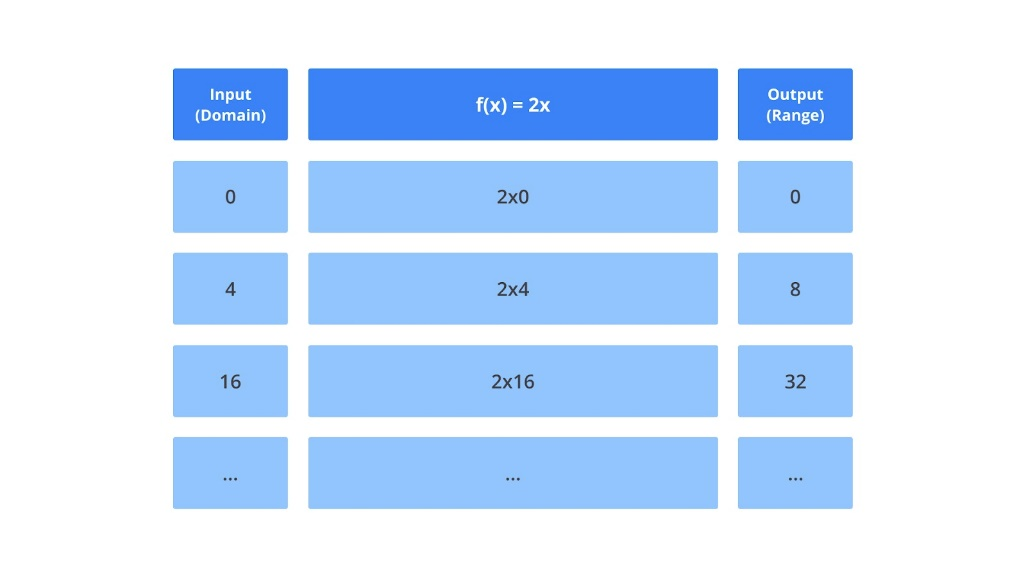 Input
(Domain)
f(x) = 2x
Output
(Range)
0
2x0
0
4
2x4
8
16
2x16
32
...
...
...